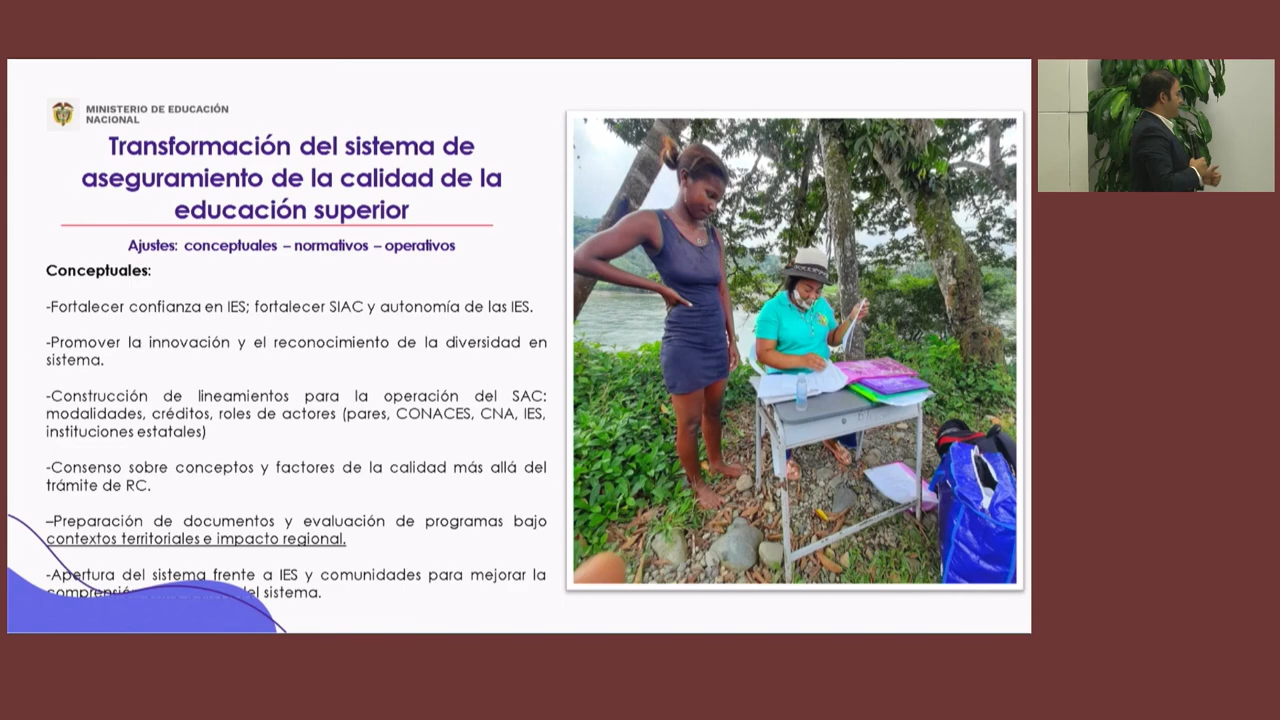 MINISTERIO DE EDUCACIÓN
NACIONAL
Transformación del sistema de
aseguramiento de la calidad de la
educación superior
Ajustes: conceptuales – normativos – operativos
Conceptuales:
-Fortalecer confianza en IES; fortalecer SIAC y autonomía de las IES.
-Promover la innovación y el reconocimiento de la diversidad en
sistema.
-Construcción de lineamientos para la operación del SAC:
modalidades, créditos, roles de actores (pares, CONACES, CNA, IES,
instituciones estatales)
-Consenso sobre conceptos y factores de la calidad más allá del
trámite de RC.
–Preparación de documentos y evaluación de programas bajo
contextos territoriales e impacto regional.
-Apertura del sistema frente a IES y comunidades para mejorar la
sistema.